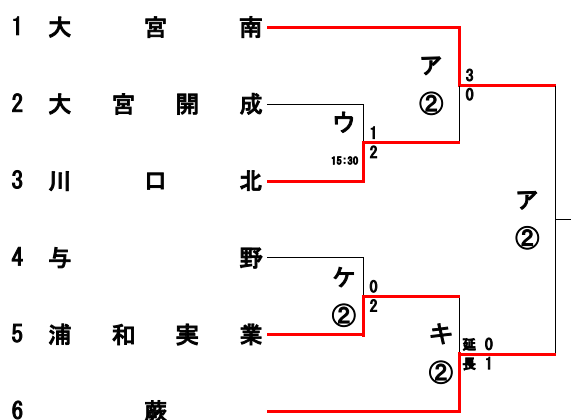 1 大宮南
ア
3
②
0
2 大宮開成
ウ
1
15:30
2
3 川口北
ア
②
4 与野
ケ
0
②
2
5 浦和実業
キ
延 0
②
長 1
6 蕨